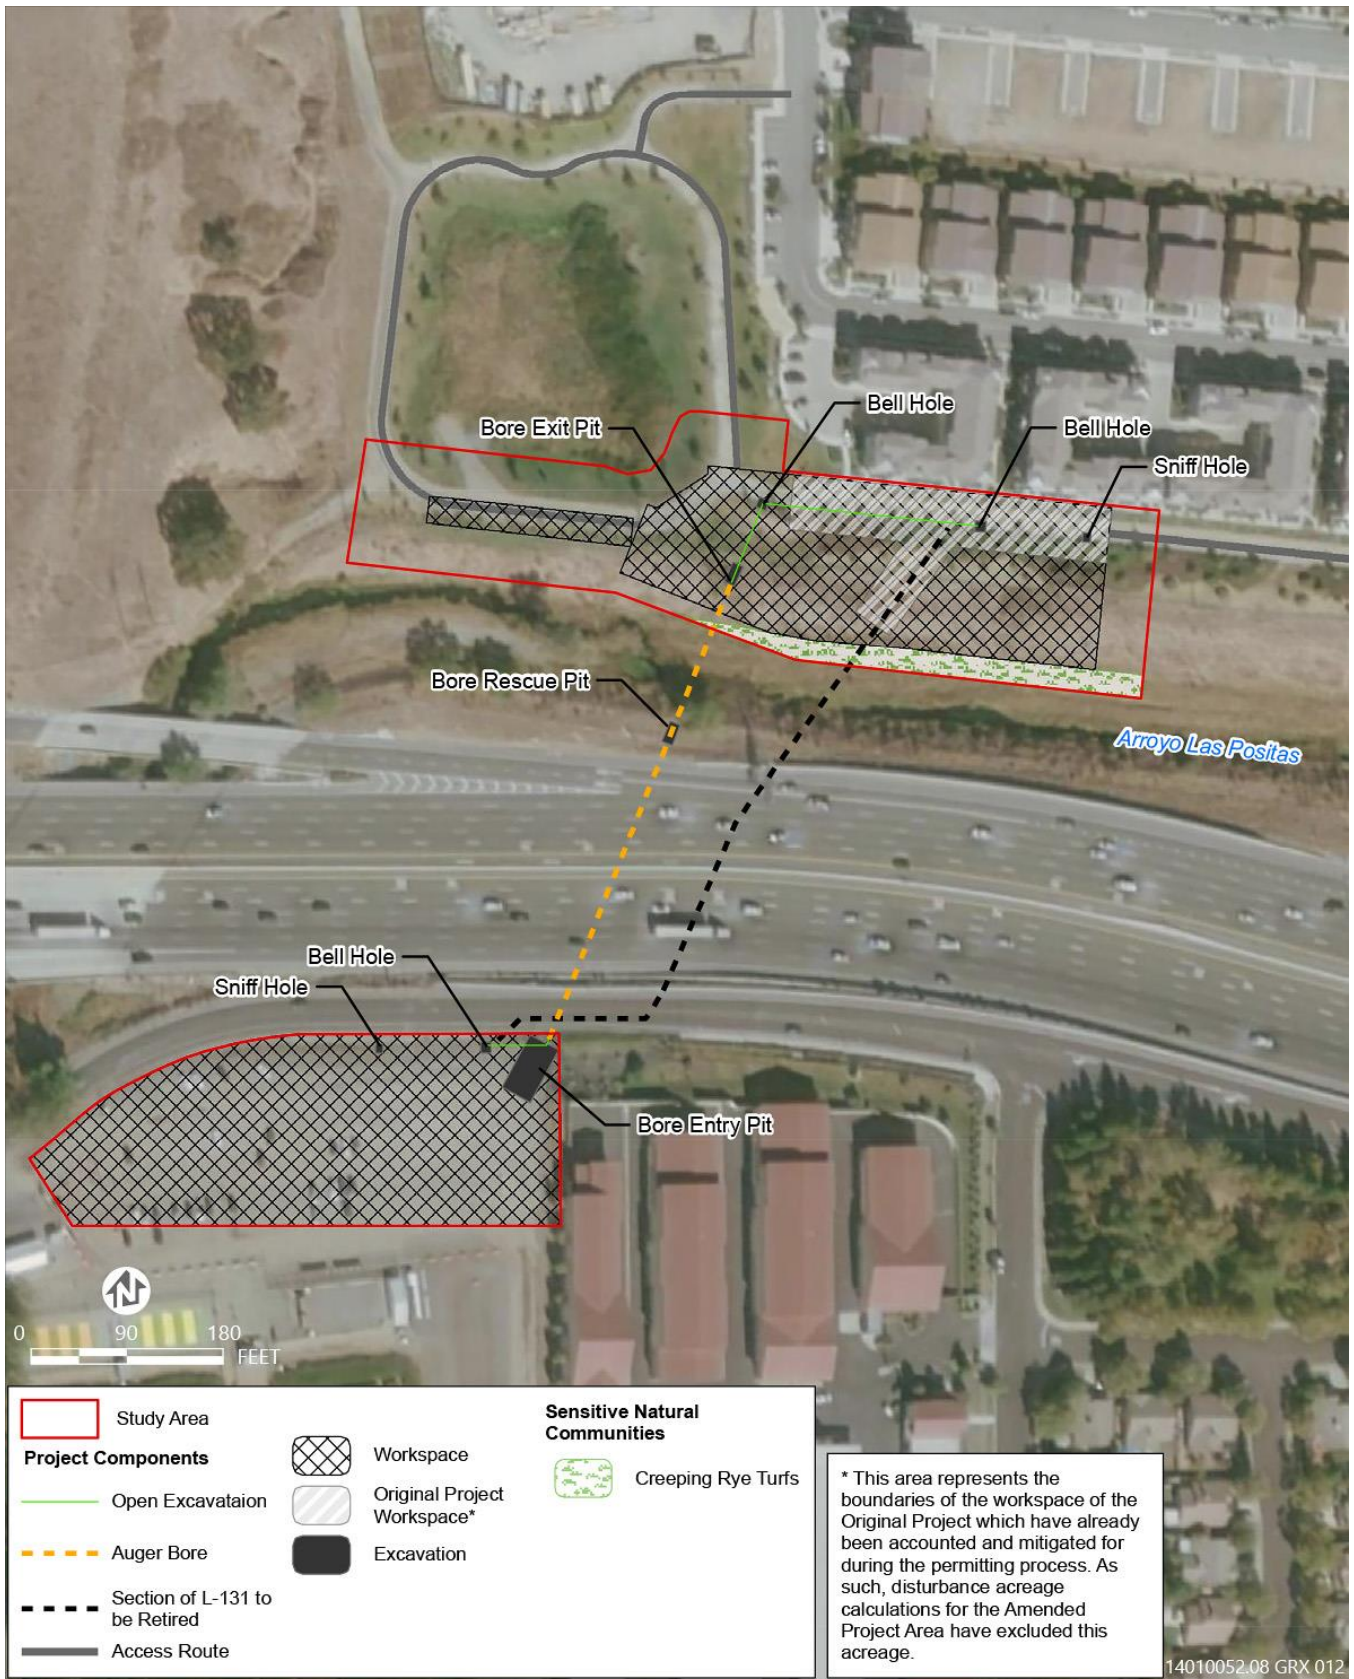 Bell Hole
Bore Exit Pit
Bell Hole
Sniff Hole
Bore Rescue Pit
Arroyo Las Positas
Bell Hole
Sniff Hole
Bore Entry Pit
N
0 90 180
FEET
Study Area
Project Components
Open Excavataion
Auger Bore
Section of L-131 to
be Retired
Access Route
Workspace
Original Project
Workspace*
Excavation
Sensitive Natural
Communities
Creeping Rye Turfs
* This area represents the
boundaries of the workspace of the
Original Project which have already
been accounted and mitigated for
during the permitting process. As
such, disturbance acreage
calculations for the Amended
Project Area have excluded this
acreage.
14010052.08 GRX 012